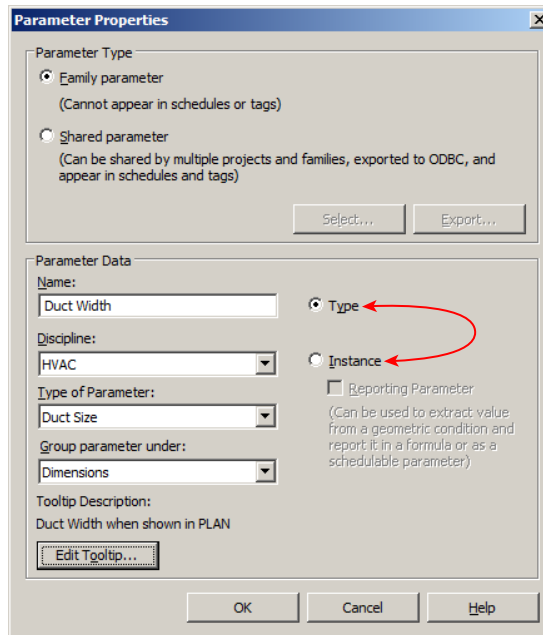 Parameter Properties
Parameter Type
Family parameter
(Cannot appear in schedules or tags)
Shared parameter
(Can be shared by multiple projects and families, exported to ODBC, and
appear in schedules and tags)
Select...
Export...
Parameter Data
Name:
Duct Width
Discipline:
HVAC
Type of Parameter:
Duct Size
Group parameter under:
Dimensions
Tooltip Description:
Duct Width when shown in PLAN
Edit Tooltip...
Type
Instance
Reporting Parameter
(Can be used to extract value
from a geometric condition and
report it in a formula or as a
schedulable parameter)
OK
Cancel
Help